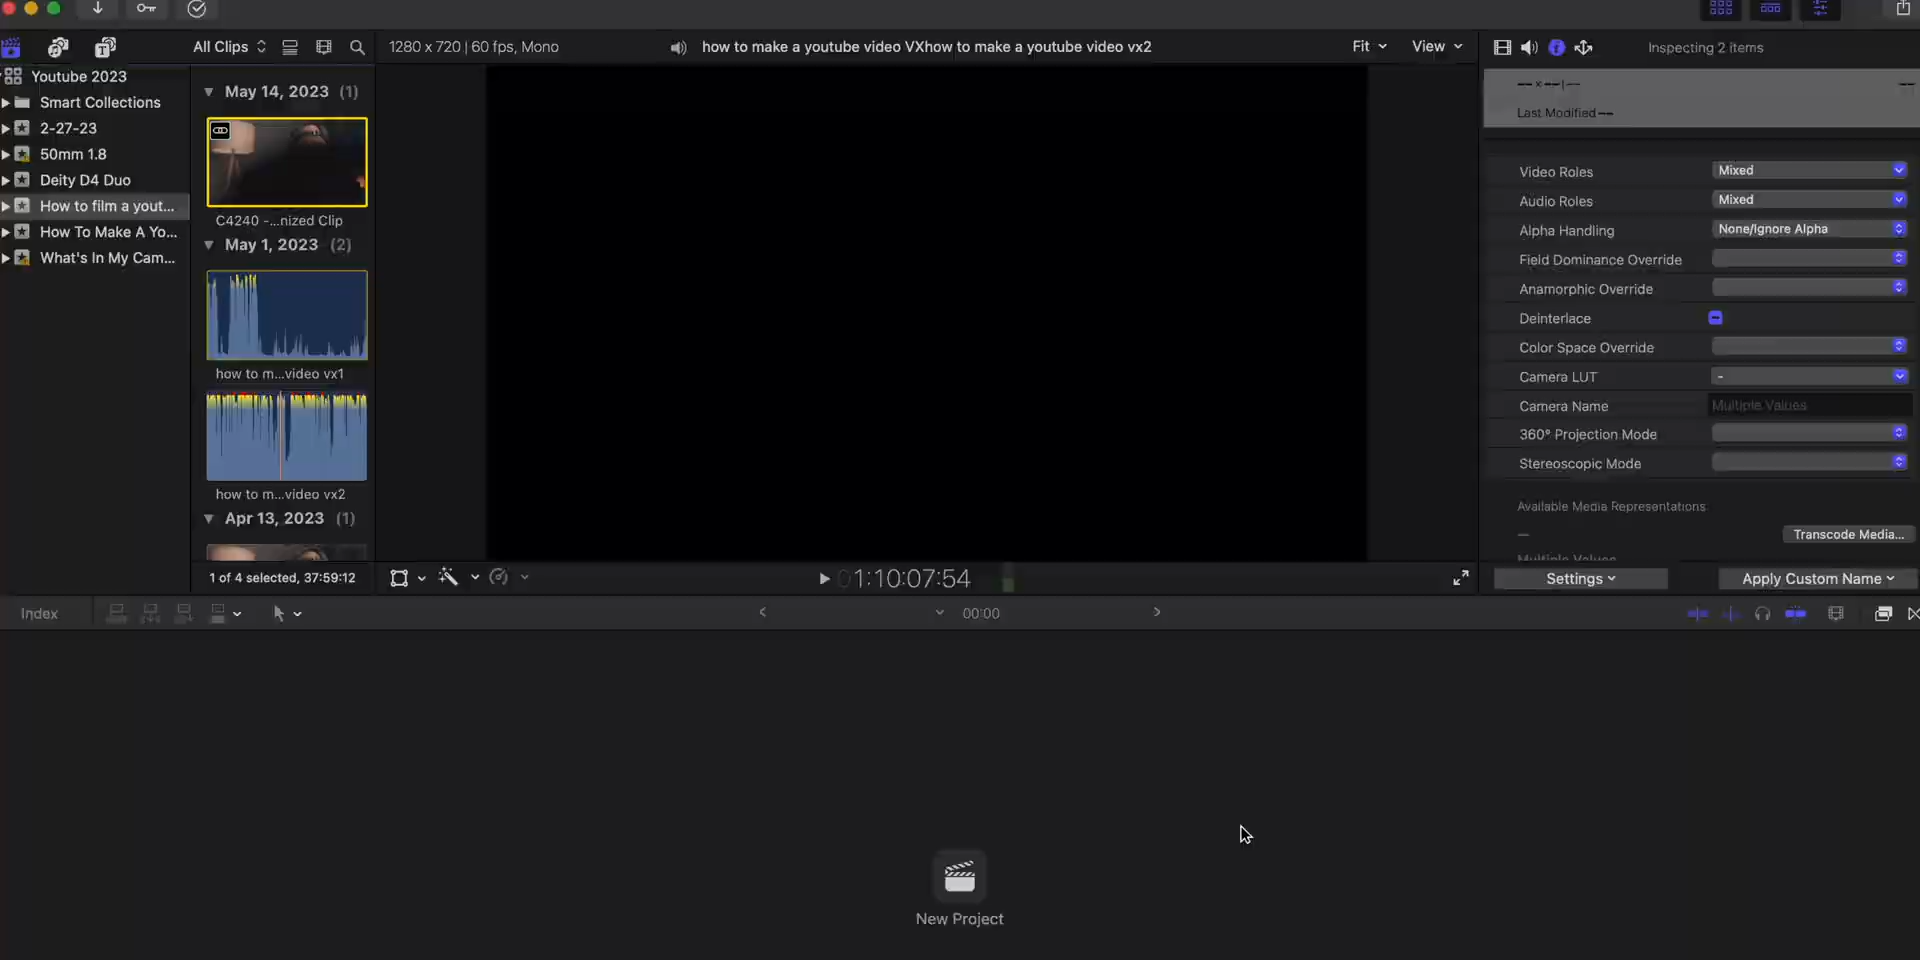 All Clips
1280 x 720 | 60 fps, Mono
how to make a youtube video VXhow to make a youtube video vx2
Fit
View
Inspecting 2 items
Youtube 2023
Smart Collections
2-27-23
50mm 1.8
Deity D4 Duo
How to film a yout...
How To Make A Yo...
What's In My Cam...
May 14, 2023 (1)
C4240 -...nized Clip
May 1, 2023 (2)
how to m...video vx1
how to m...video vx2
Apr 13, 2023 (1)
1 of 4 selected, 37:59:12
01:10:07:54
Last Modified --
Video Roles Mixed
Audio Roles Mixed
Alpha Handling None/Ignore Alpha
Field Dominance Override
Anamorphic Override
Deinterlace
Color Space Override
Camera LUT -
Camera Name Multiple Values
360° Projection Mode
Stereoscopic Mode
Available Media Representations
Transcode Media...
Multiple Values
Settings
Apply Custom Name
Index
00:00
New Project